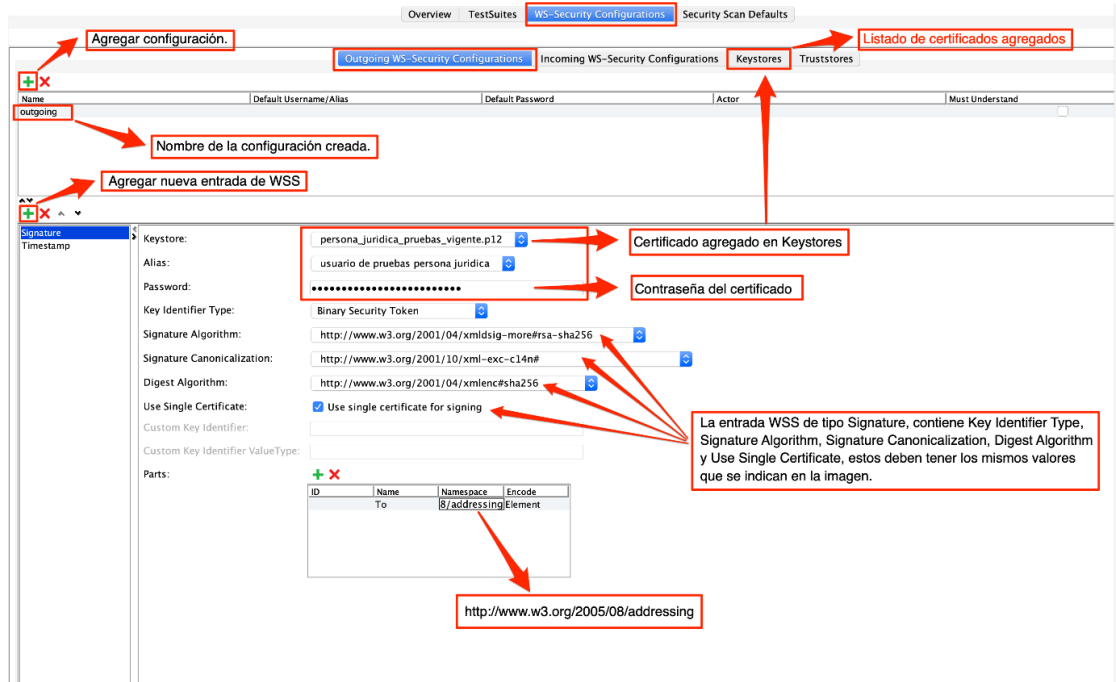 Overview TestSuites WS-Security Configurations Security Scan Defaults
Agregar configuración.
Listado de certificados agregados
Outgoing WS-Security Configurations Incoming WS-Security Configurations Keystores Truststores
Name Default Username/Alias Default Password Actor Must Understand
outgoing
Nombre de la configuración creada.
Agregar nueva entrada de WSS
Signature
Timestamp
Keystore: persona_juridica_pruebas_vigente.p12
Certificado agregado en Keystores
Alias: usuario de pruebas persona juridica
Password: •••••••••••••••••••••••••
Contraseña del certificado
Key Identifier Type: Binary Security Token
Signature Algorithm: http://www.w3.org/2001/04/xmldsig-more#rsa-sha256
Signature Canonicalization: http://www.w3.org/2001/10/xml-exc-c14n#
Digest Algorithm: http://www.w3.org/2001/04/xmlenc#sha256
Use Single Certificate: Use single certificate for signing
Custom Key Identifier:
Custom Key Identifier ValueType:
La entrada WSS de tipo Signature, contiene Key Identifier Type,
Signature Algorithm, Signature Canonicalization, Digest Algorithm
y Use Single Certificate, estos deben tener los mismos valores
que se indican en la imagen.
Parts:
ID Name Namespace Encode
To 8/addressing Element
http://www.w3.org/2005/08/addressing